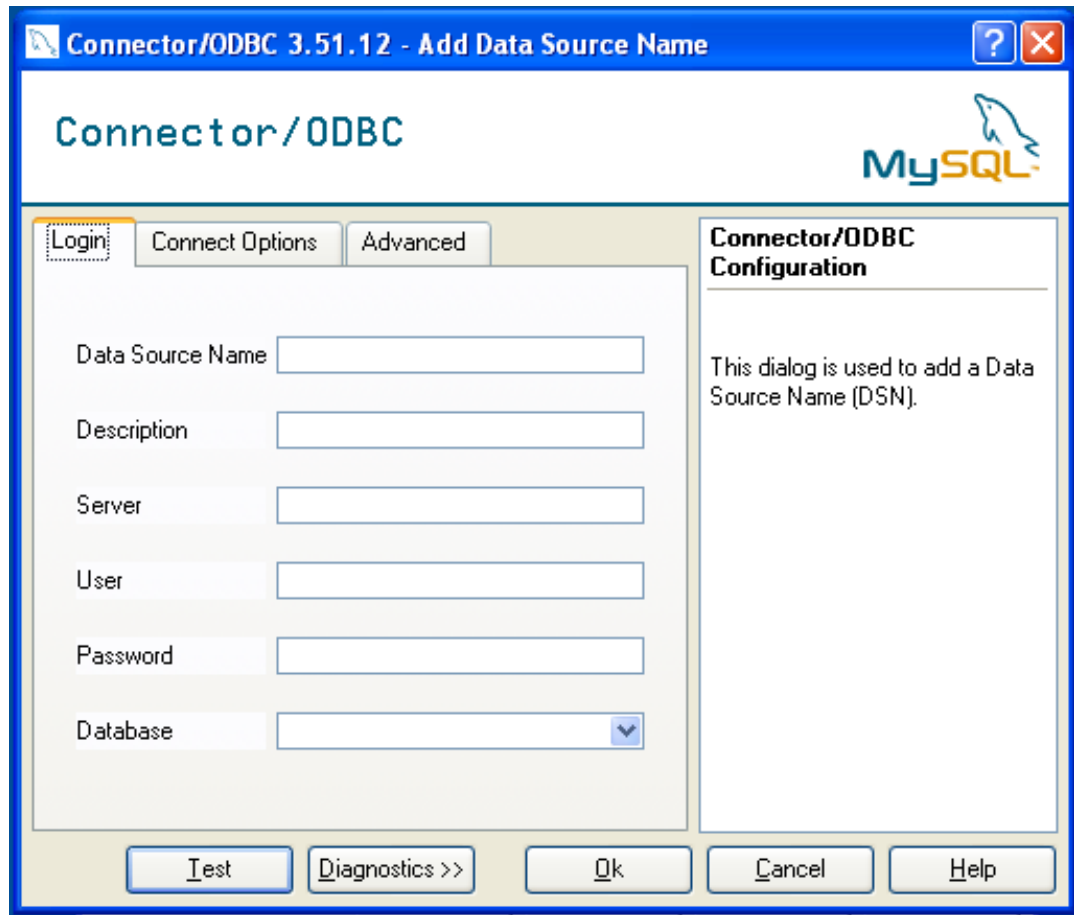 Connector/ODBC 3.51.12 - Add Data Source Name
?
Connector/ODBC
MySQL
Login
Connect Options
Advanced
Data Source Name
Description
Server
User
Password
Database
Connector/ODBC
Configuration
This dialog is used to add a Data
Source Name (DSN).
Test
Diagnostics >>
Ok
Cancel
Help